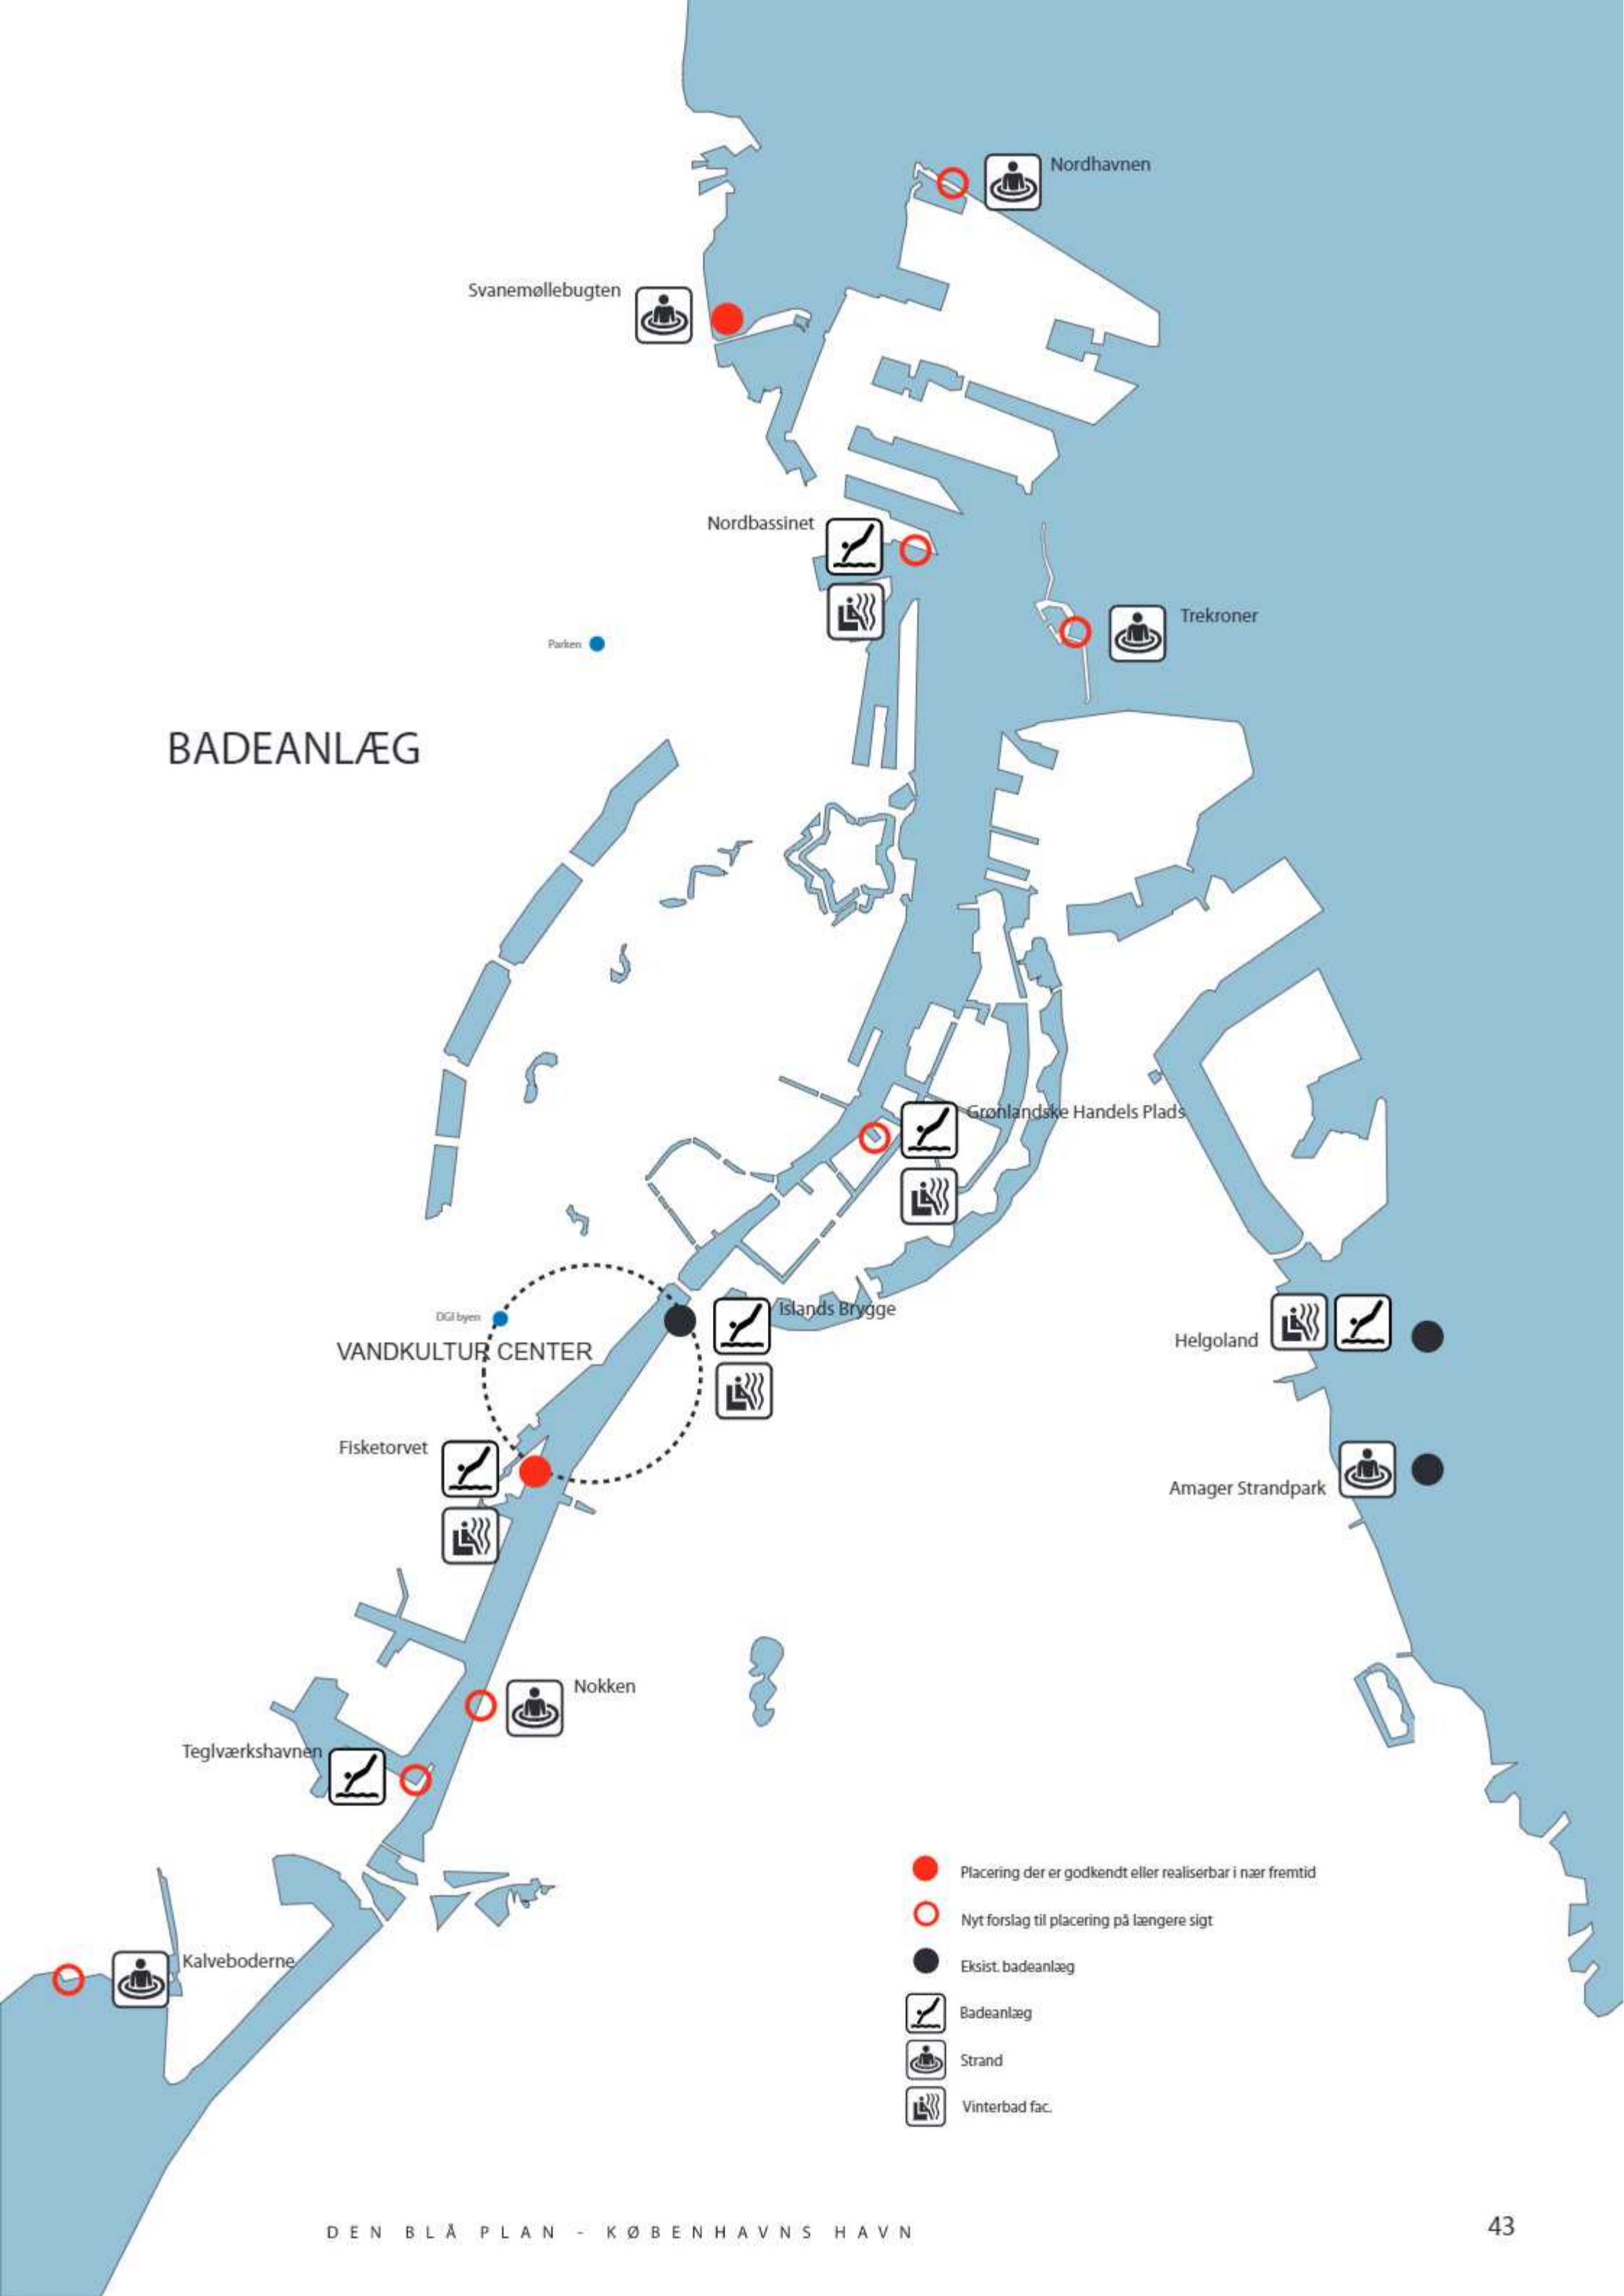 Nordhavnen
Svanemøllebugten
Nordbassinet
Trekroner
Parken
BADEANLÆG
Grønlandske Handels Plads
Islands Brygge
DGI byen
VANDKULTUR CENTER
Helgoland
Fisketorvet
Amager Strandpark
Nokken
Teglværkshavnen
Kalveboderne
Placering der er godkendt eller realiserbar i nær fremtid
Nyt forslag til placering på længere sigt
Eksist. badeanlæg
Badeanlæg
Strand
Vinterbad fac.
DEN BLÅ PLAN - KØBENHAVNS HAVN
43